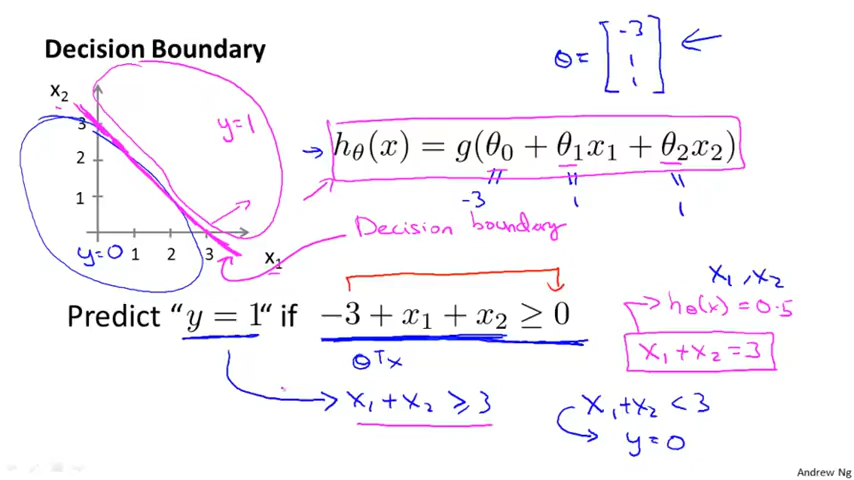 Decision Boundary
θ = [-3 1 1]
x2
3
2
1
y=1
y=0
1 2 3
x1
hθ(x) = g(θ0 + θ1x1 + θ2x2)
-3 1 1
Decision boundary
Predict “y = 1“ if −3 + x1 + x2 ≥ 0
θTx
x1, x2
hθ(x) = 0.5
x1 + x2 = 3
x1 + x2 ≥ 3
x1 + x2 < 3
y = 0
Andrew Ng